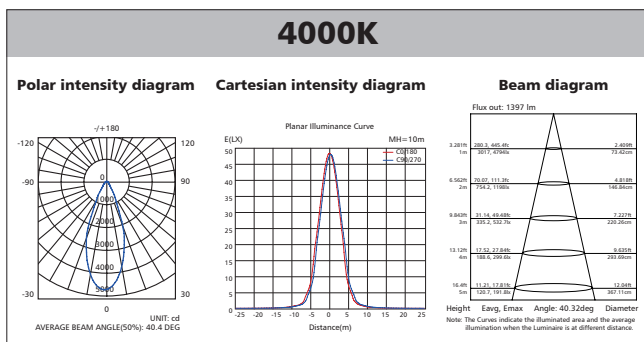 4000K
Polar intensity diagram
-/+180
-120
120
-90
90
-30
30
0
0
1000
2000
3000
4000
5000
UNIT: cd
AVERAGE BEAM ANGLE(50%): 40.4 DEG
Cartesian intensity diagram
Planar Illuminance Curve
E(LX)
MH=10m
C0/180
C90/270
50
45
40
35
30
25
20
15
10
5
0
-25 -20 -15 -10 -5 0 5 10 15 20 25
Distance(m)
Beam diagram
Flux out: 1397 lm
3.281ft 280.3, 445.4fc 2.409ft
1m 3017, 4794lx 73.42cm
6.562ft 70.07, 111.3fc 4.818ft
2m 754.2, 1198lx 146.84cm
9.843ft 31.14, 49.48fc 7.227ft
3m 335.2, 532.7lx 220.26cm
13.12ft 17.52, 27.84fc 9.635ft
4m 188.6, 299.6lx 293.69cm
16.4ft 11.21, 17.81fc 12.04ft
5m 120.7, 191.8lx 367.11cm
Height Eavg, Emax Angle: 40.32deg Diameter
Note: The Curves indicate the illuminated area and the average
illumination when the Luminaire is at different distance.